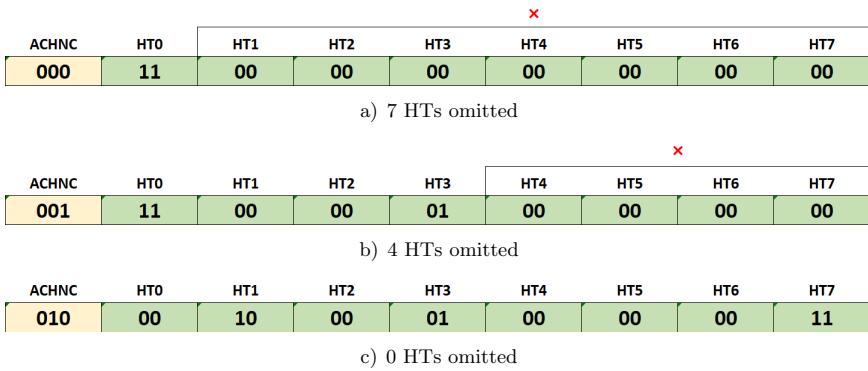 ×
ACHNC HT0 HT1 HT2 HT3 HT4 HT5 HT6 HT7
000 11 00 00 00 00 00 00 00
a) 7 HTs omitted
×
ACHNC HT0 HT1 HT2 HT3 HT4 HT5 HT6 HT7
001 11 00 00 01 00 00 00 00
b) 4 HTs omitted
ACHNC HT0 HT1 HT2 HT3 HT4 HT5 HT6 HT7
010 00 10 00 01 00 00 00 11
c) 0 HTs omitted